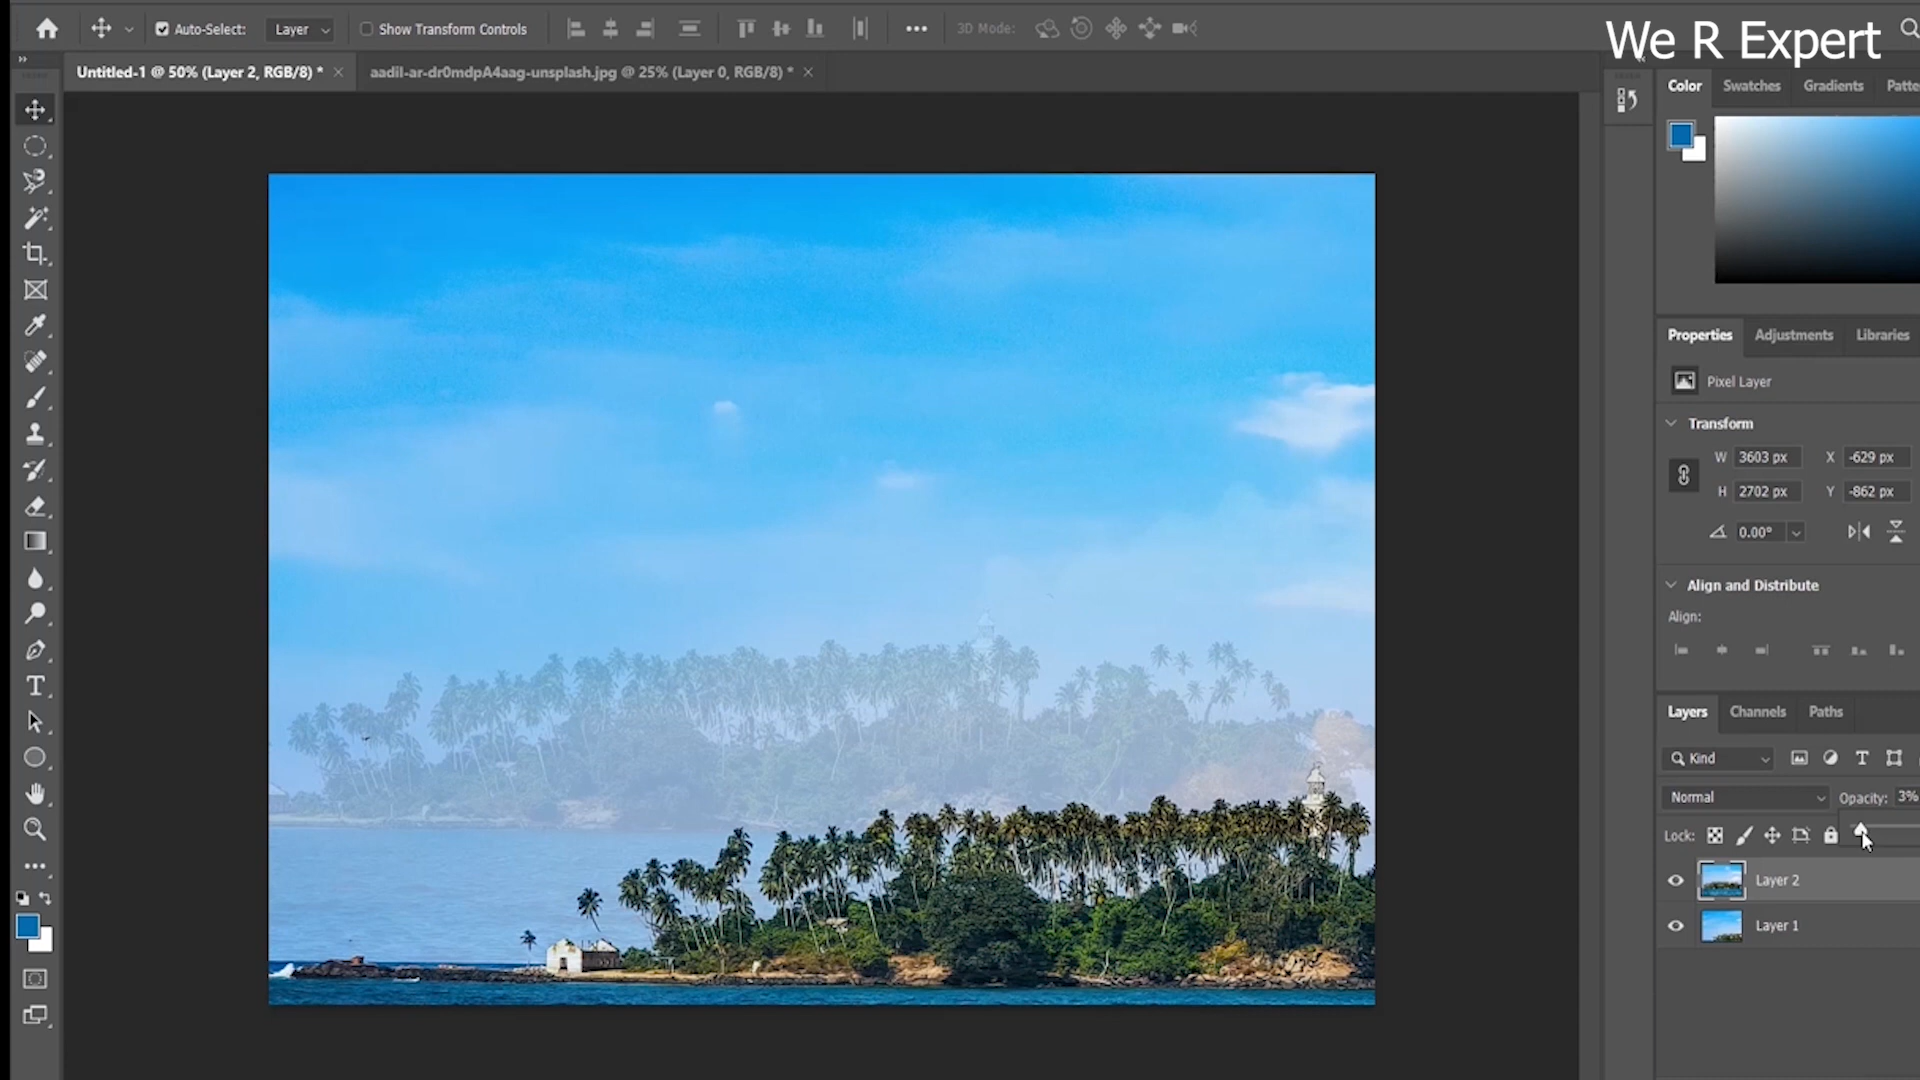 We R Expert
Auto-Select:
Layer
Show Transform Controls
3D Mode:
Untitled-1 @ 50% (Layer 2, RGB/8) *
aadil-ar-dr0mdpA4aag-unsplash.jpg @ 25% (Layer 0, RGB/8) *
Color
Swatches
Gradients
Patte
Properties
Adjustments
Libraries
Pixel Layer
Transform
W 3603 px X -629 px
H 2702 px Y -862 px
0.00°
Align and Distribute
Align:
Layers
Channels
Paths
Kind
Normal
Opacity: 3%
Lock:
Layer 2
Layer 1